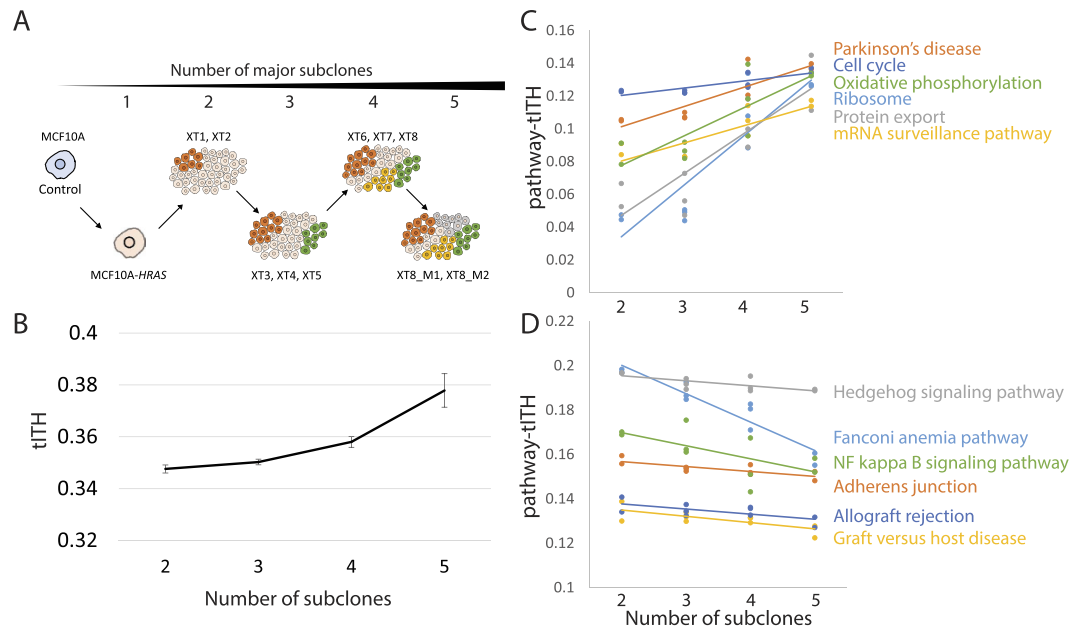 A
Number of major subclones
1 2 3 4 5
MCF10A
Control
MCF10A-HRAS
XT1, XT2
XT3, XT4, XT5
XT6, XT7, XT8
XT8_M1, XT8_M2
B
tITH
0.4
0.38
0.36
0.34
0.32
2 3 4 5
Number of subclones
C
pathway-tITH
0.16
0.14
0.12
0.1
0.08
0.06
0.04
0.02
0
2 3 4 5
Parkinson's disease
Cell cycle
Oxidative phosphorylation
Ribosome
Protein export
mRNA surveillance pathway
D
pathway-tITH
0.22
0.2
0.18
0.16
0.14
0.12
0.1
2 3 4 5
Number of subclones
Hedgehog signaling pathway
Fanconi anemia pathway
NF kappa B signaling pathway
Adherens junction
Allograft rejection
Graft versus host disease